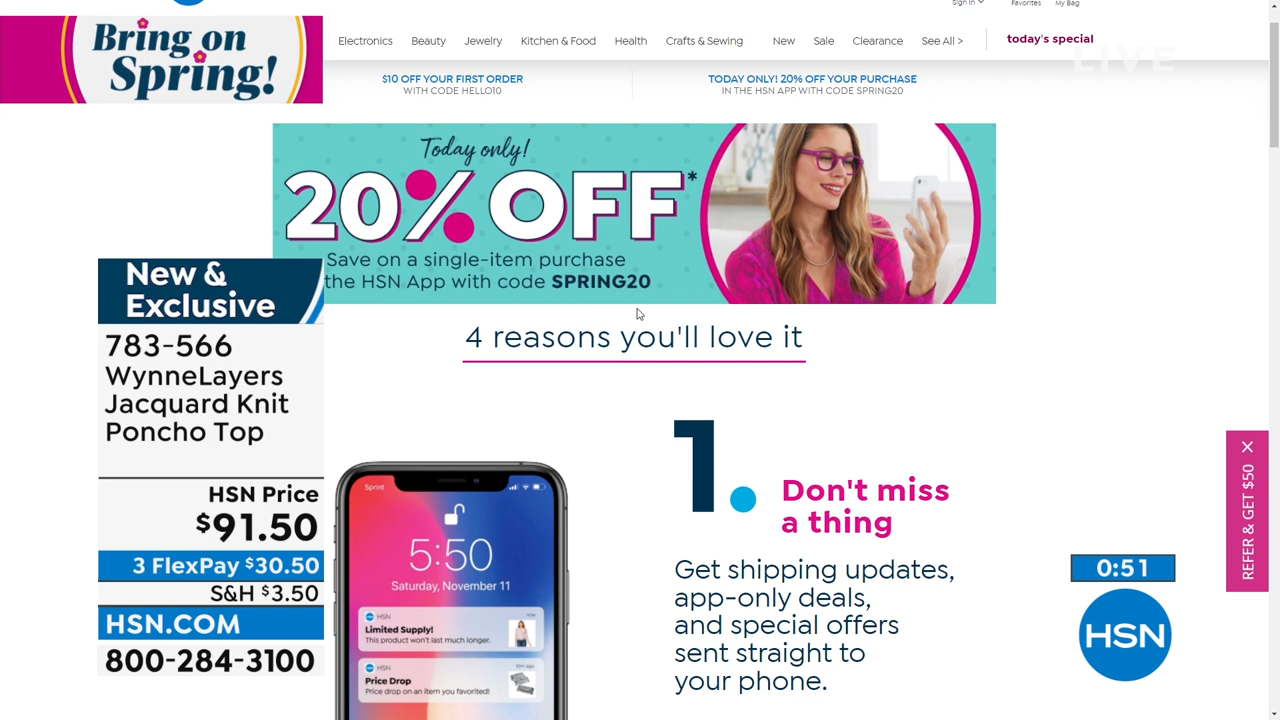 Sign In
Favorites
My Bag
Bring on
Spring!
Electronics
Beauty
Jewelry
Kitchen & Food
Health
Crafts & Sewing
New
Sale
Clearance
See All >
today's special
LIVE
$10 OFF YOUR FIRST ORDER
WITH CODE HELLO10
TODAY ONLY! 20% OFF YOUR PURCHASE
IN THE HSN APP WITH CODE SPRING20
Today only!
20% OFF*
Save on a single-item purchase
the HSN App with code SPRING20
New &
Exclusive
783-566
WynneLayers
Jacquard Knit
Poncho Top
HSN Price
$91.50
3 FlexPay $30.50
S&H $3.50
HSN.COM
800-284-3100
4 reasons you'll love it
Sprint
5:50
Saturday, November 11
HSN
now
Limited Supply!
This product won't last much longer.
HSN
10m ago
Price Drop
Price drop on an item you favorited!
1.
Don't miss
a thing
Get shipping updates,
app-only deals,
and special offers
sent straight to
your phone.
REFER & GET $50
0:51
HSN